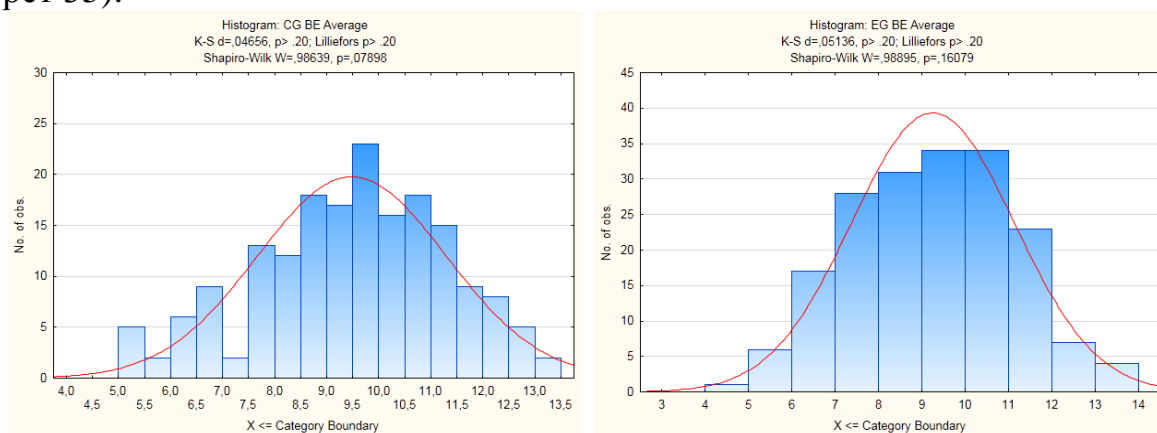 Histogram: CG BE Average
K-S d=,04656, p> .20; Lilliefors p> .20
Shapiro-Wilk W=,98639, p=,07898
30
25
20
15
10
5
0
No. of obs.
4,0 5,0 6,0 7,0 8,0 9,0 10,0 11,0 12,0 13,0
4,5 5,5 6,5 7,5 8,5 9,5 10,5 11,5 12,5 13,5
X <= Category Boundary
Histogram: EG BE Average
K-S d=,05136, p> .20; Lilliefors p> .20
Shapiro-Wilk W=,98895, p=,16079
45
40
35
30
25
20
15
10
5
0
No. of obs.
3 4 5 6 7 8 9 10 11 12 13 14
X <= Category Boundary